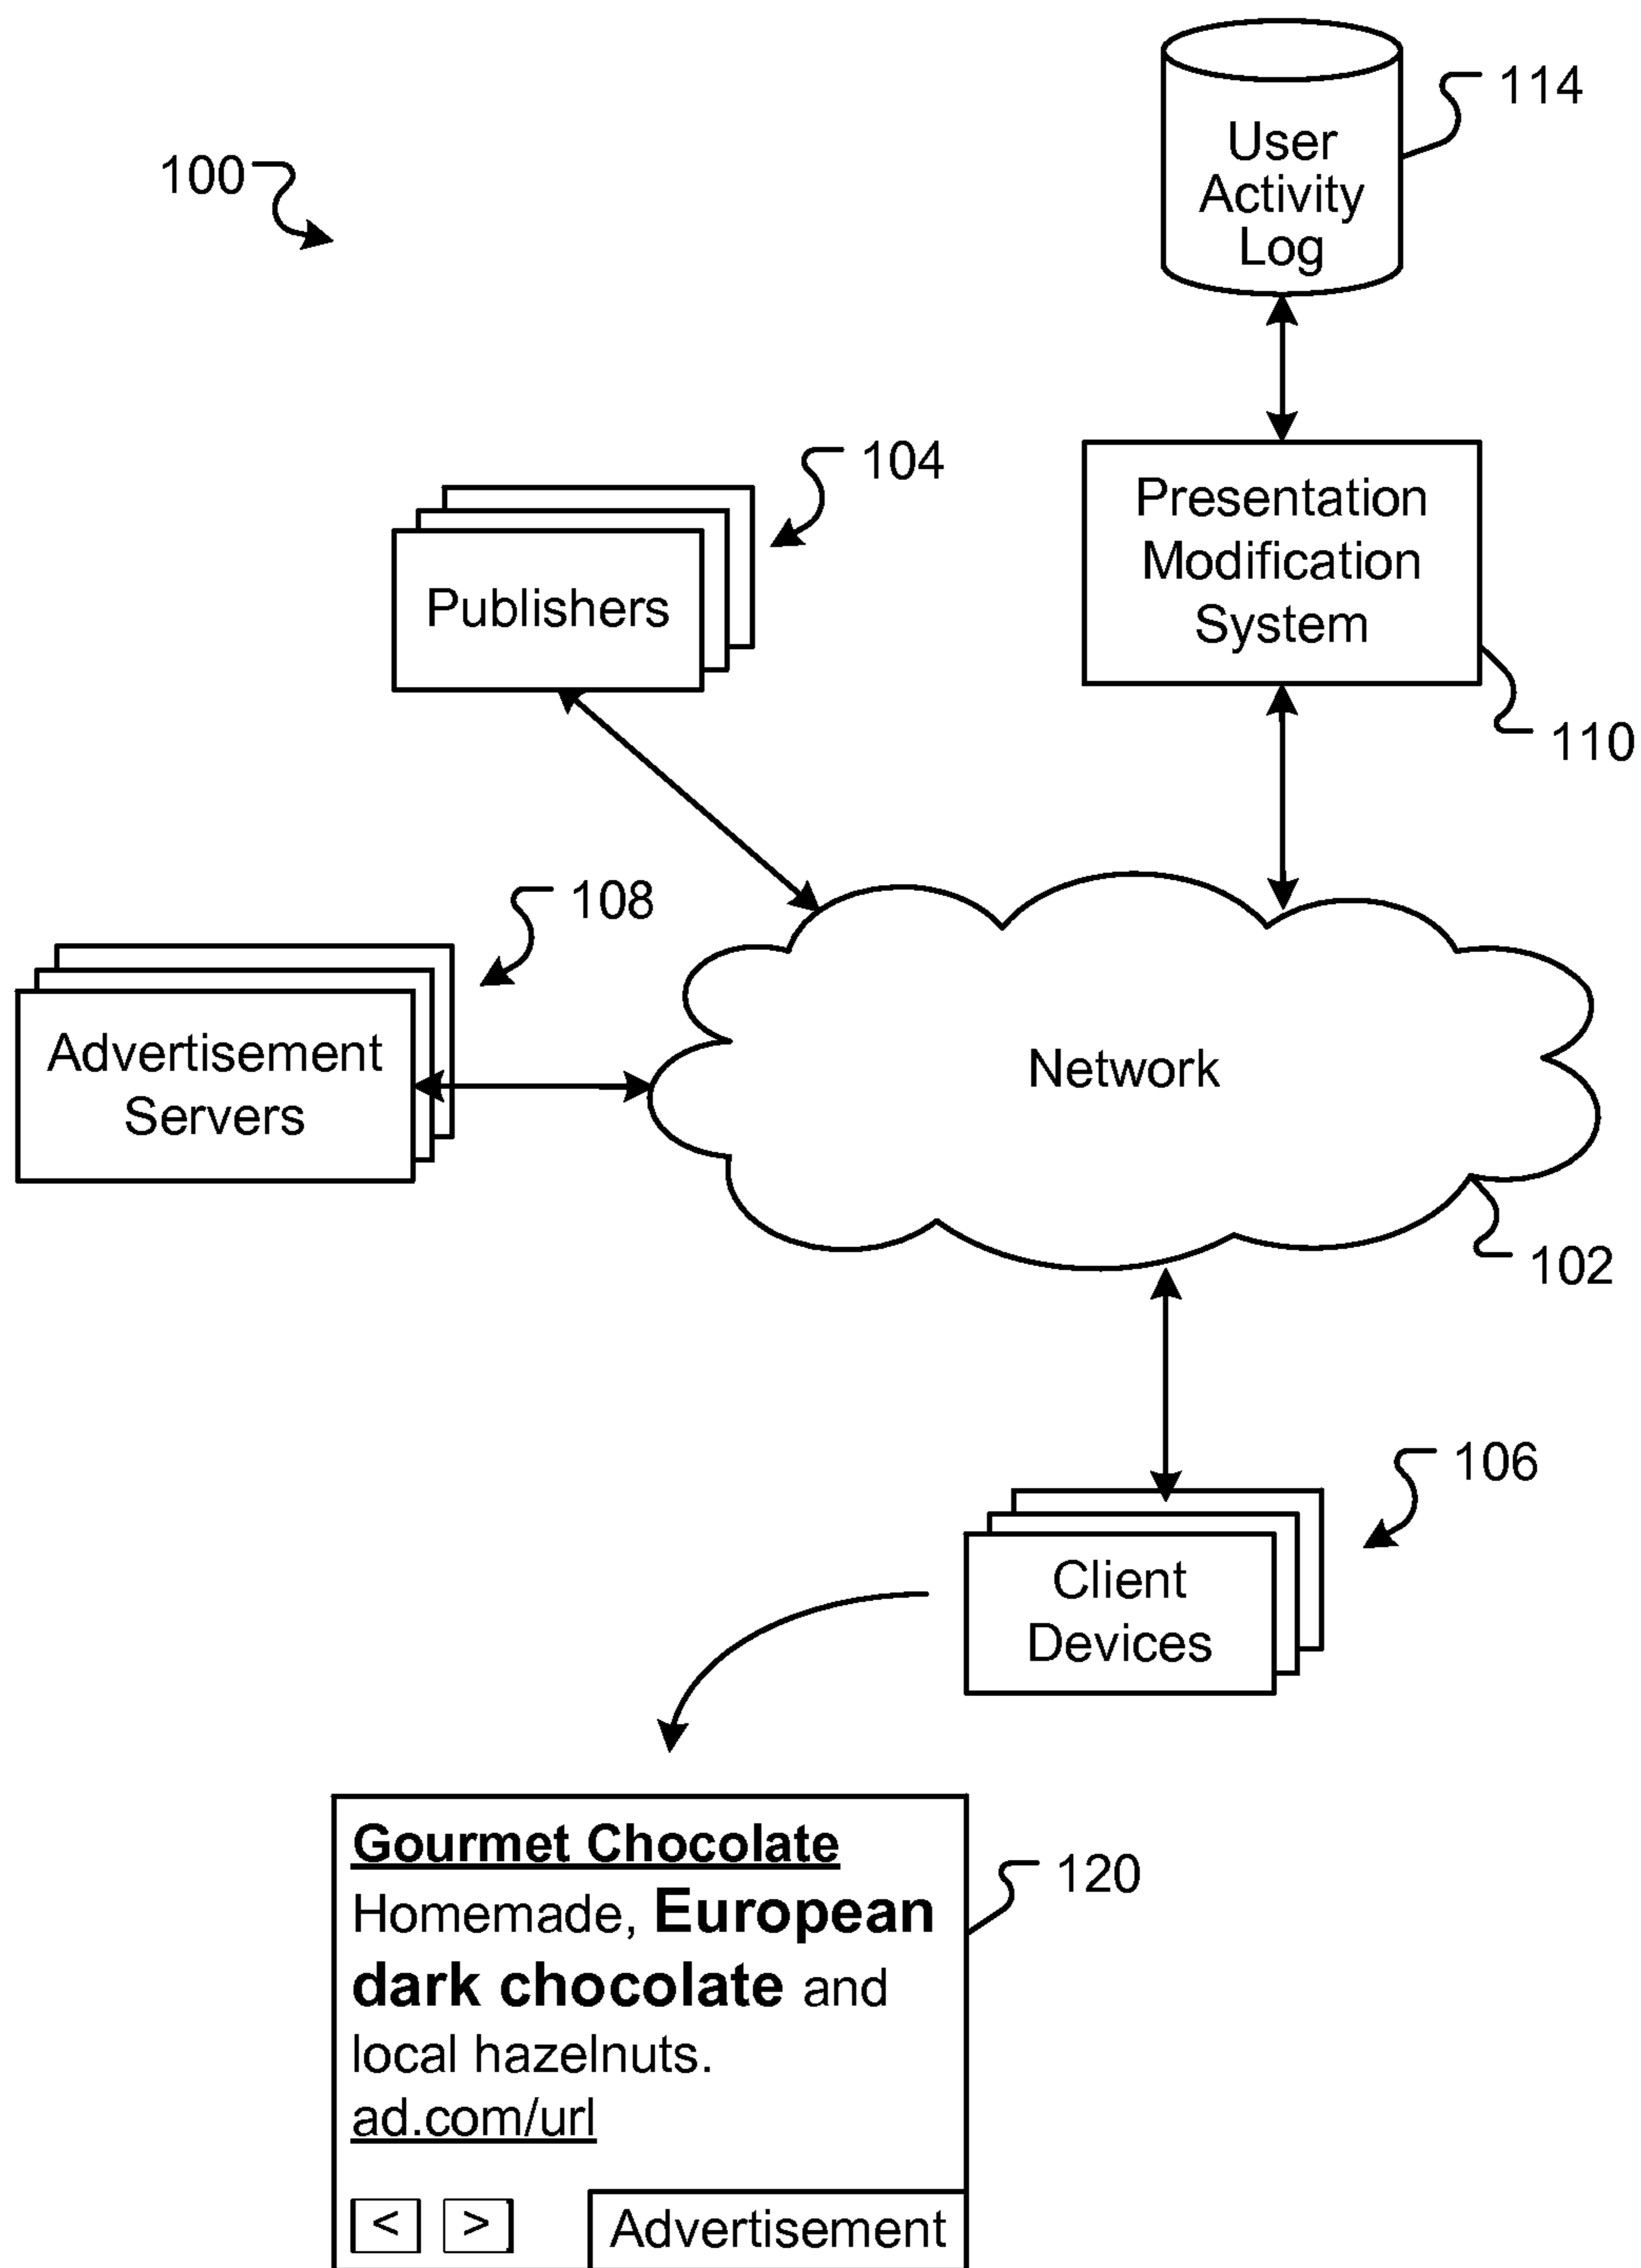 100
User
Activity
Log
114
104
Publishers
Presentation
Modification
System
110
108
Advertisement
Servers
Network
102
106
Client
Devices
Gourmet Chocolate
Homemade, European
dark chocolate and
local hazelnuts.
ad.com/url
< >
Advertisement
120